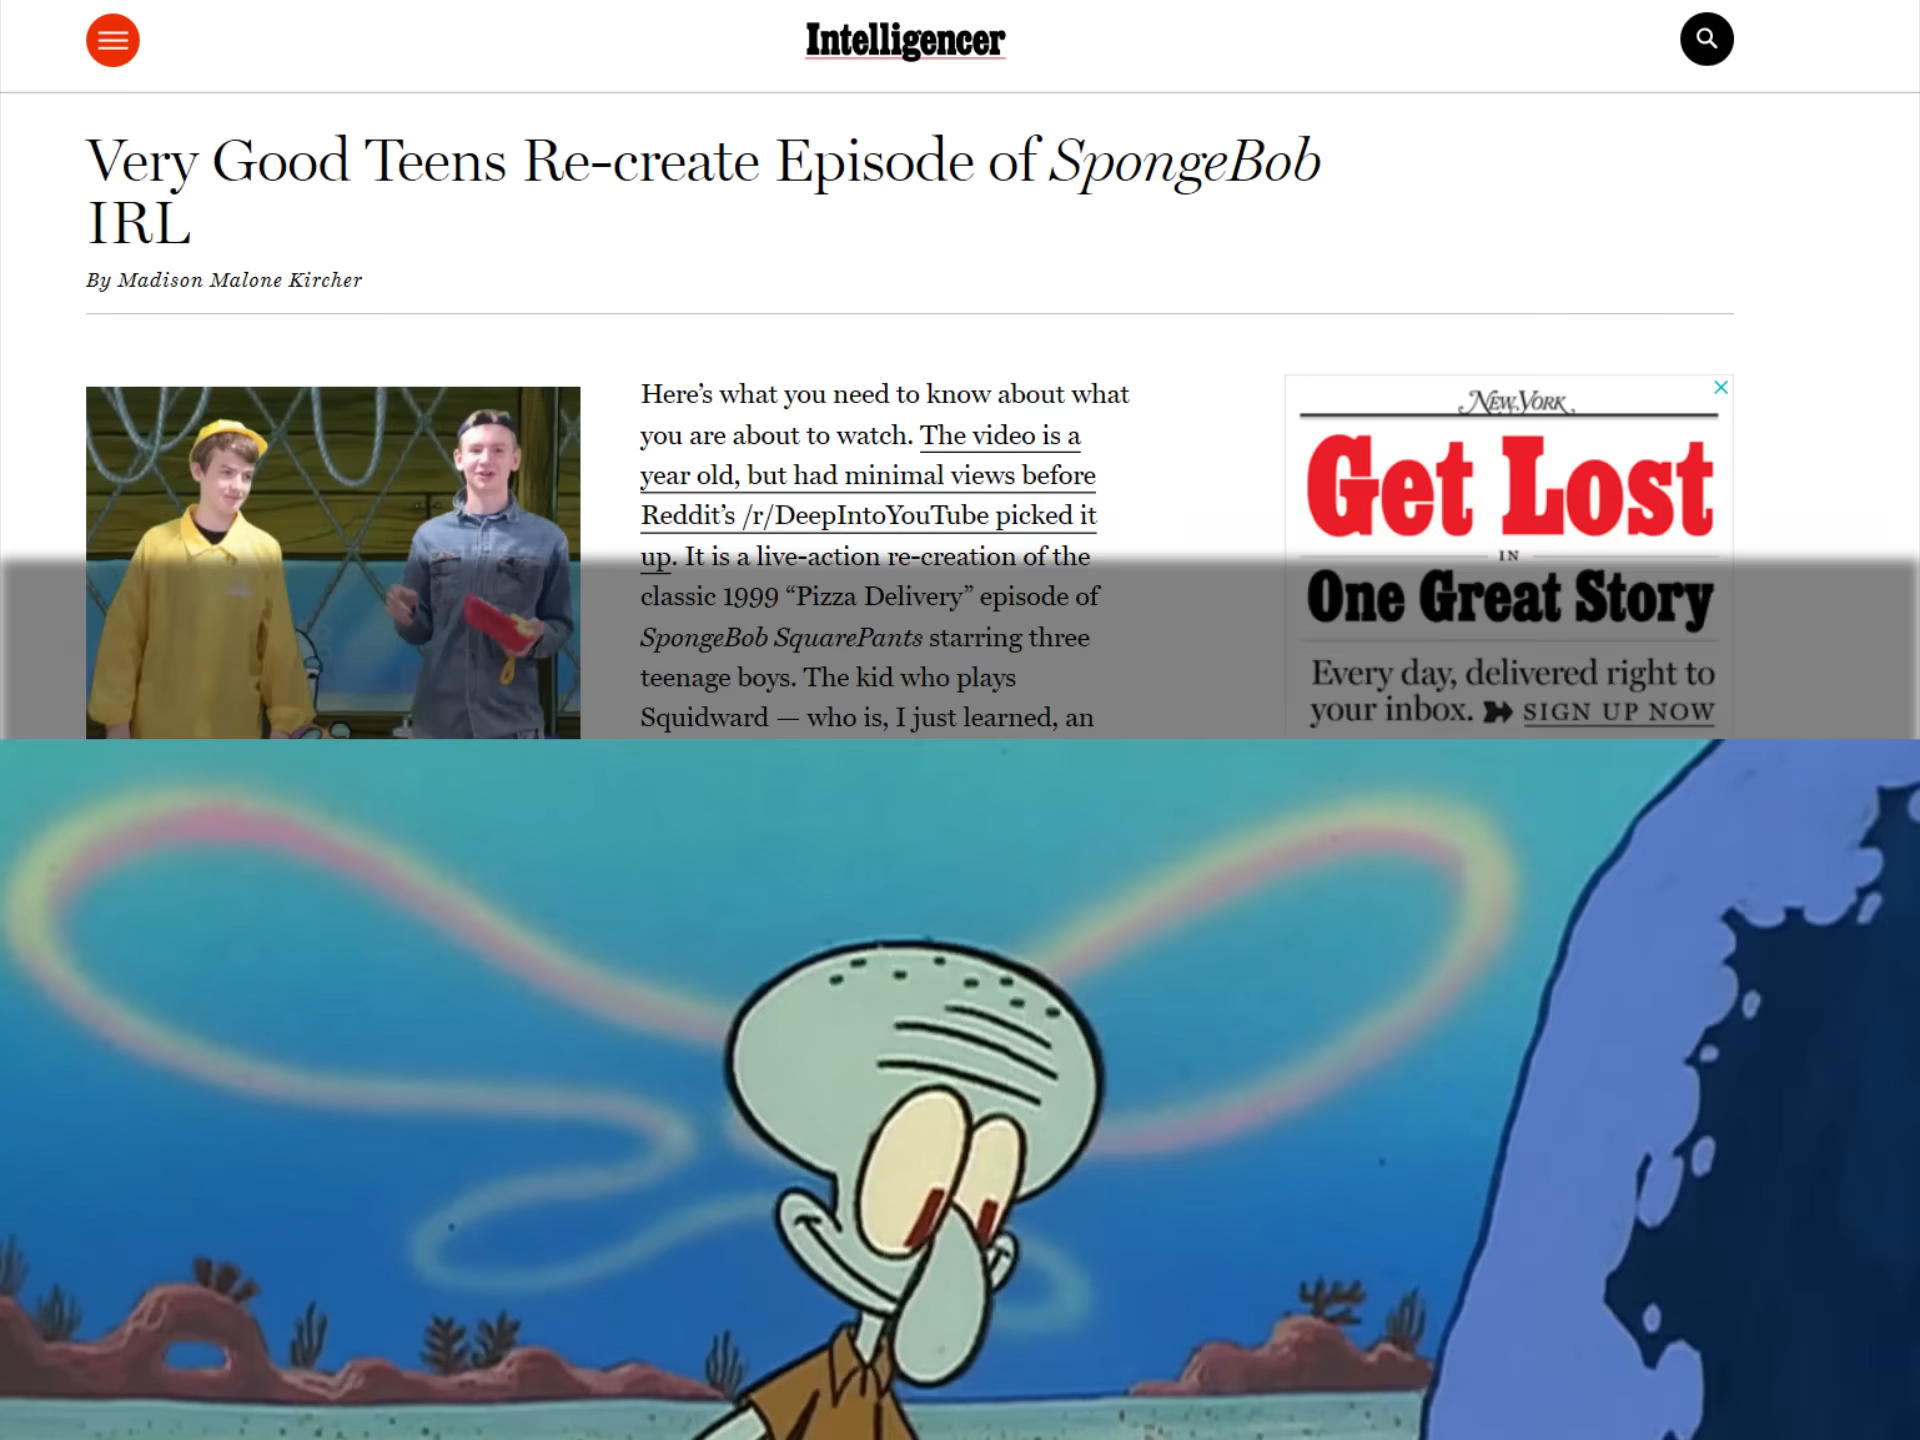 Intelligencer
Very Good Teens Re-create Episode of SpongeBob
IRL
By Madison Malone Kircher
Here’s what you need to know about what
you are about to watch. The video is a
year old, but had minimal views before
Reddit’s /r/DeepIntoYouTube picked it
up. It is a live-action re-creation of the
classic 1999 “Pizza Delivery” episode of
SpongeBob SquarePants starring three
teenage boys. The kid who plays
Squidward — who is, I just learned, an
NEW YORK
Get Lost
IN
One Great Story
Every day, delivered right to
your inbox. SIGN UP NOW